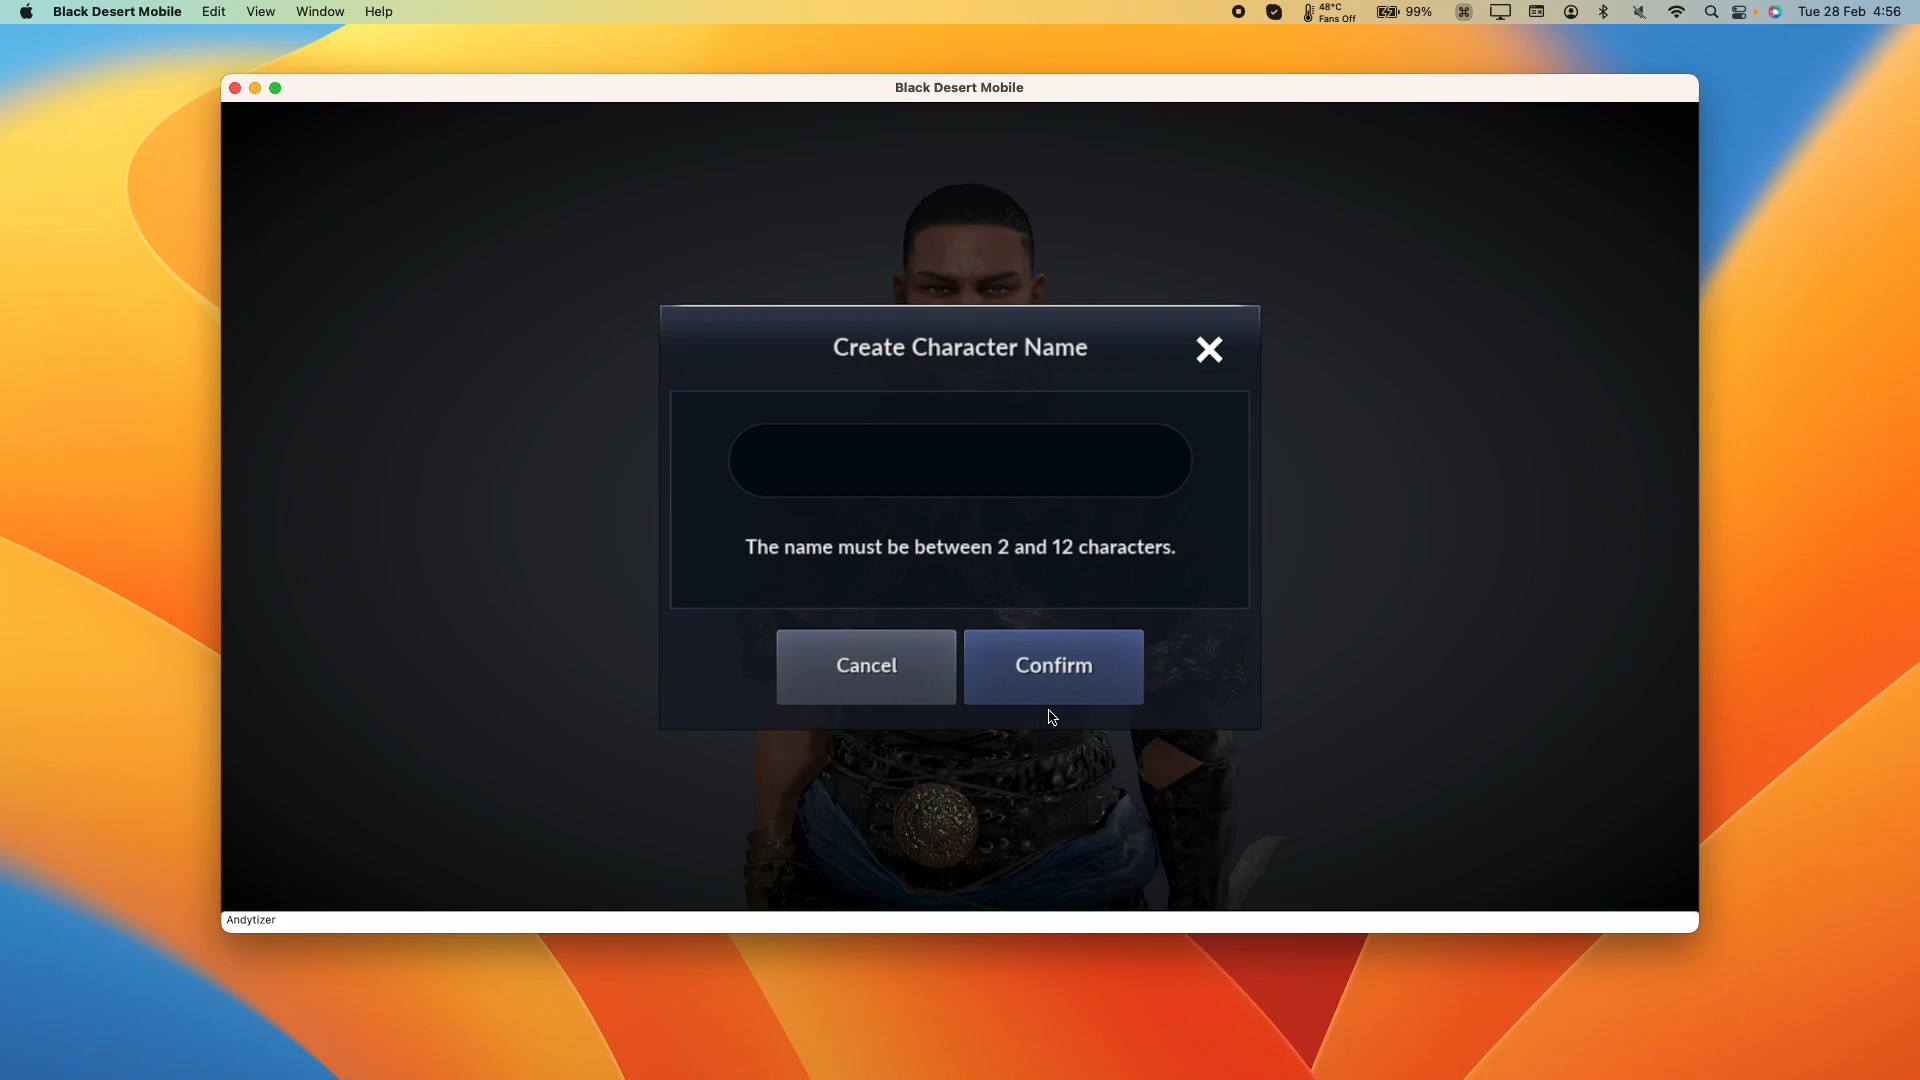 Black Desert Mobile Edit View Window Help
48°C
Fans Off
99%
Tue 28 Feb 4:56
Black Desert Mobile
Create Character Name
The name must be between 2 and 12 characters.
Cancel Confirm
Andytizer